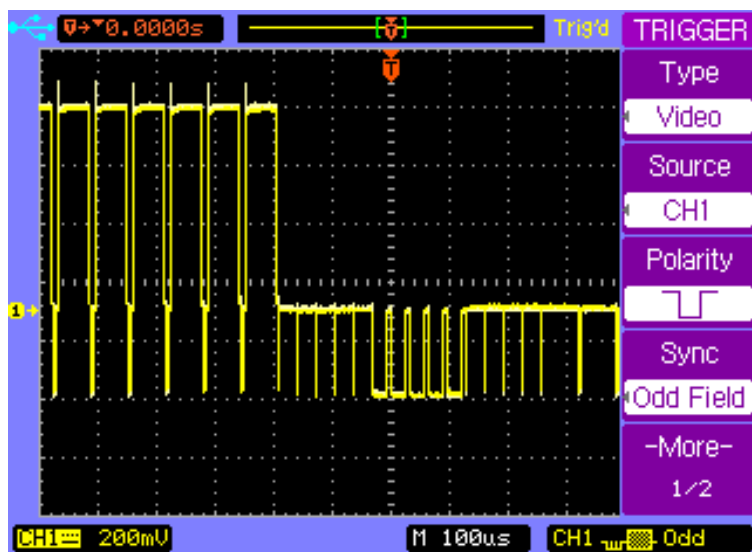 T→▼0.0000s
T
Trig'd
TRIGGER
Type
Video
Source
CH1
Polarity
Sync
Odd Field
-More-
1/2
T
1
CH1 200mV
M 100us
CH1 Odd